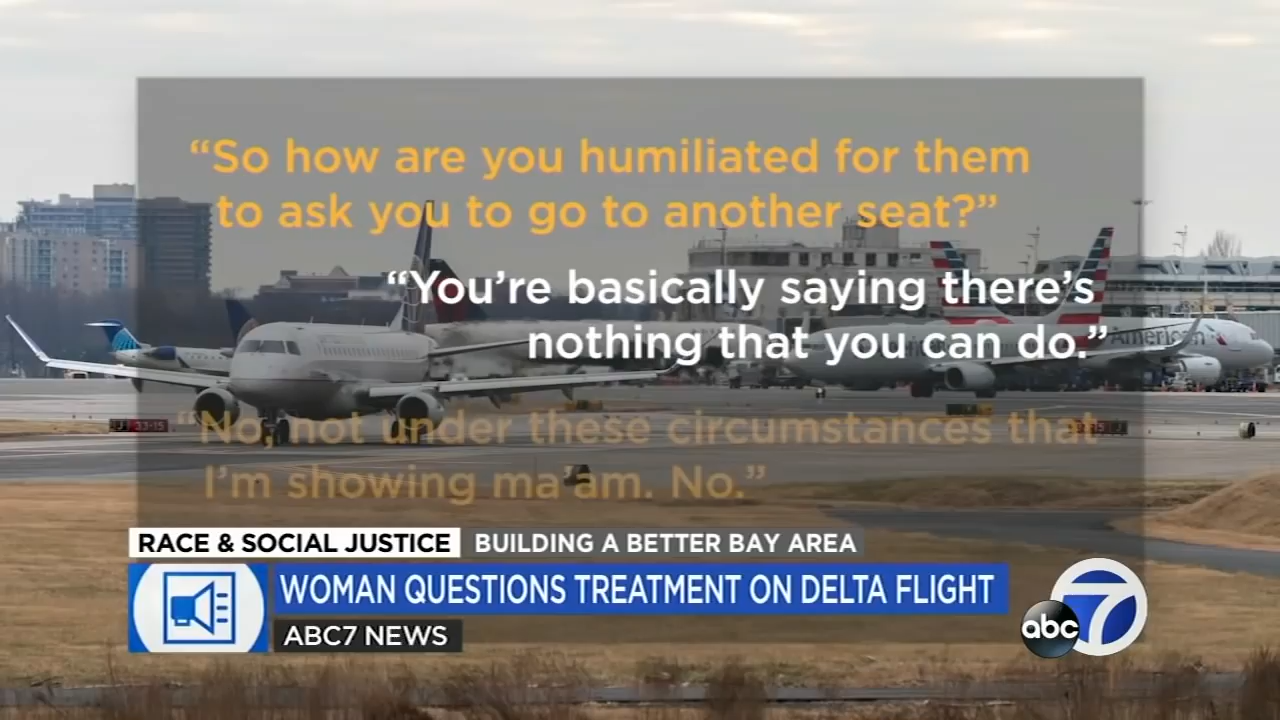 “So how are you humiliated for them
to ask you to go to another seat?”
“You’re basically saying there’s
nothing that you can do.”
American
33-15
“No, not under these circumstances that
I’m showing ma’am. No.”
RACE & SOCIAL JUSTICE
BUILDING A BETTER BAY AREA
WOMAN QUESTIONS TREATMENT ON DELTA FLIGHT
ABC7 NEWS
abc 7